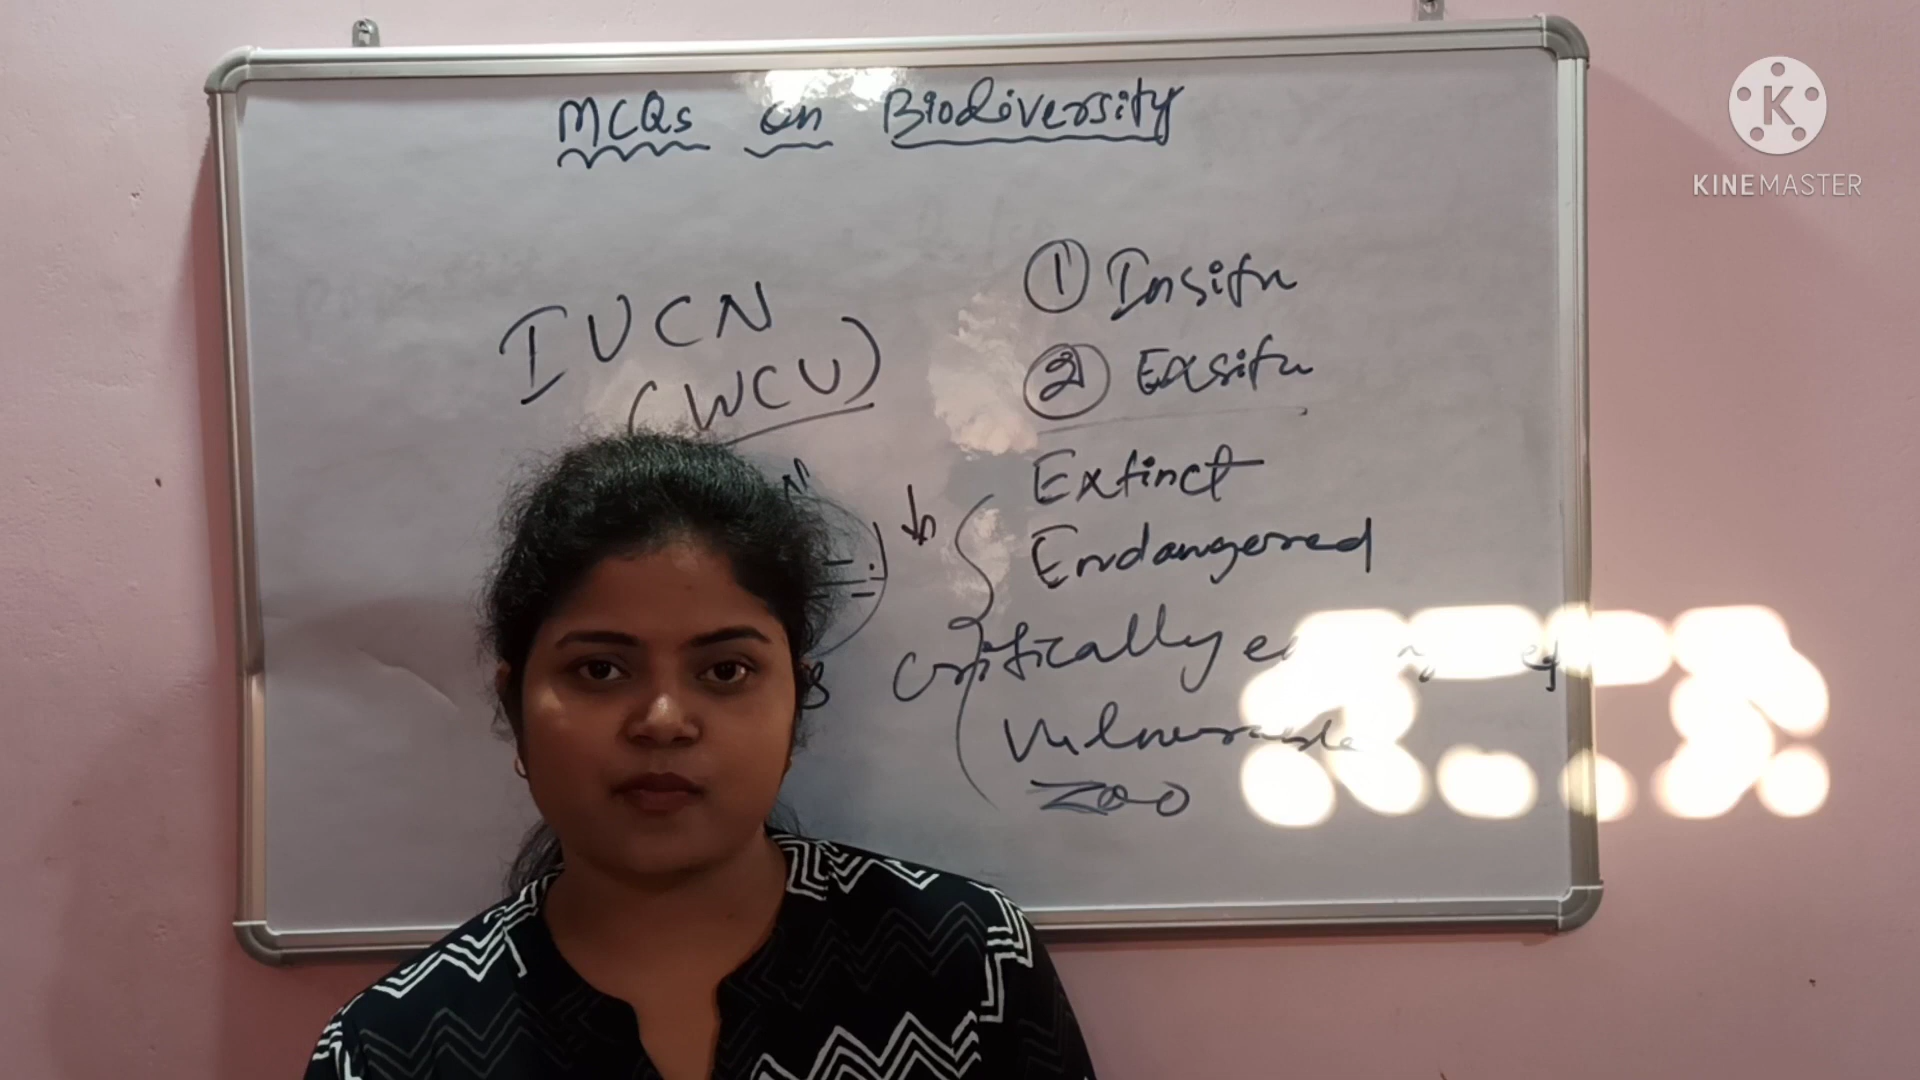 MCQs on Biodiversity
IUCN
(WCU)
① Insitu
② Exsitu
Extinct
Endangered
Critically
Vulnerable
ZOO
K
KINEMASTER